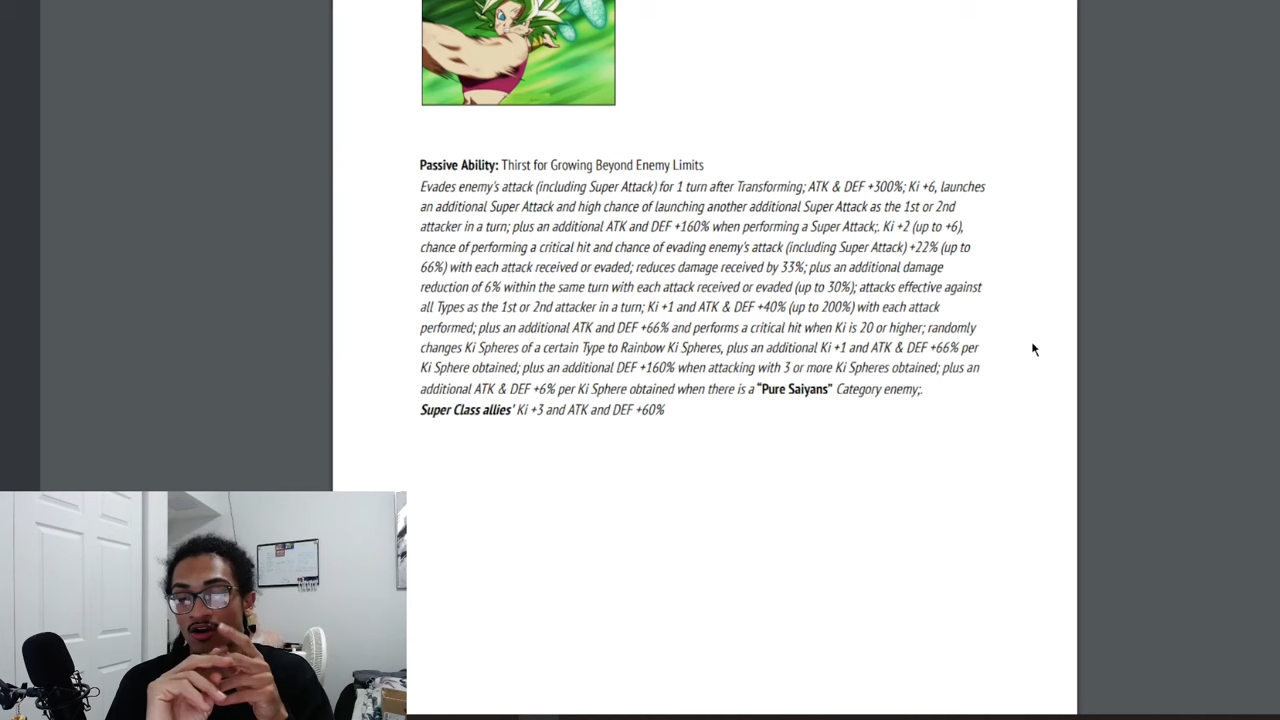 Passive Ability: Thirst for Growing Beyond Enemy Limits
Evades enemy's attack (including Super Attack) for 1 turn after Transforming; ATK & DEF +300%; Ki +6, launches
an additional Super Attack and high chance of launching another additional Super Attack as the 1st or 2nd
attacker in a turn; plus an additional ATK and DEF +160% when performing a Super Attack;. Ki +2 (up to +6),
chance of performing a critical hit and chance of evading enemy's attack (including Super Attack) +22% (up to
66%) with each attack received or evaded; reduces damage received by 33%; plus an additional damage
reduction of 6% within the same turn with each attack received or evaded (up to 30%); attacks effective against
all Types as the 1st or 2nd attacker in a turn; Ki +1 and ATK & DEF +40% (up to 200%) with each attack
performed; plus an additional ATK and DEF +66% and performs a critical hit when Ki is 20 or higher; randomly
changes Ki Spheres of a certain Type to Rainbow Ki Spheres, plus an additional Ki +1 and ATK & DEF +66% per
Ki Sphere obtained; plus an additional DEF +160% when attacking with 3 or more Ki Spheres obtained; plus an
additional ATK & DEF +6% per Ki Sphere obtained when there is a "Pure Saiyans" Category enemy;.
Super Class allies' Ki +3 and ATK and DEF +60%